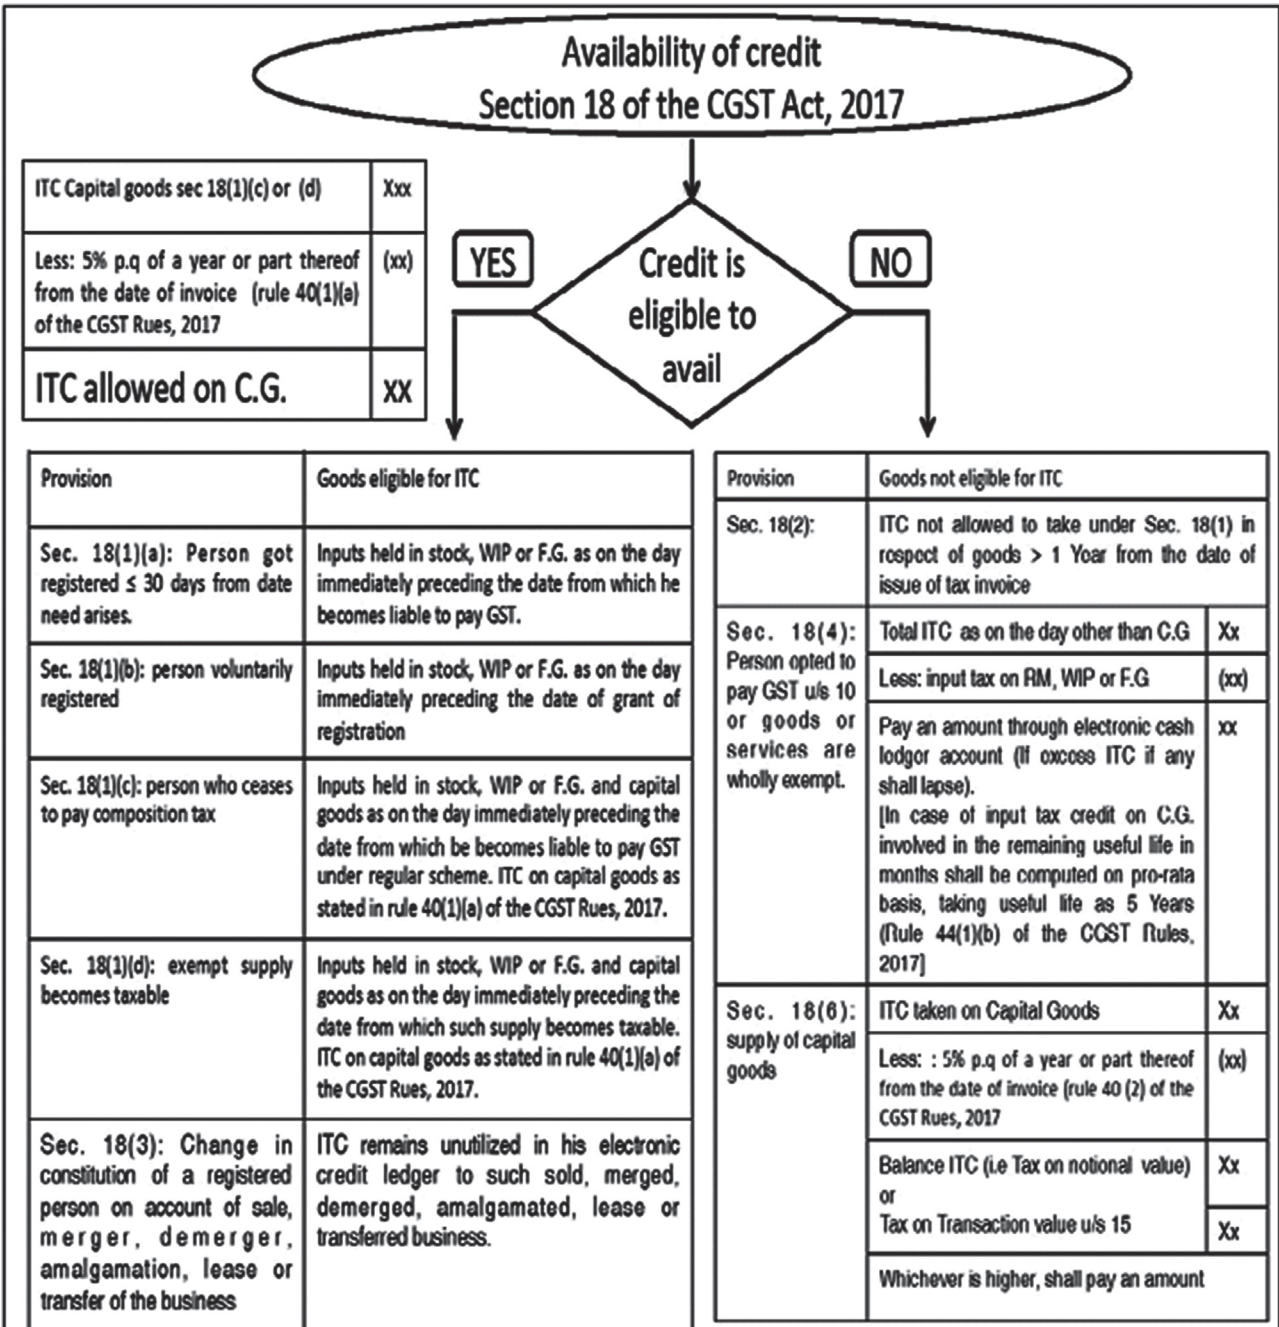 Availability of credit
Section 18 of the CGST Act, 2017
ITC Capital goods sec 18(1)(c) or (d) Xxx
Less: 5% p.q of a year or part thereof (xx)
from the date of invoice (rule 40(1)(a)
of the CGST Rues, 2017
ITC allowed on C.G. xx
YES
Credit is
eligible to
avail
NO
Provision Goods eligible for ITC
Sec. 18(1)(a): Person got
registered ≤ 30 days from date
need arises.
Inputs held in stock, WIP or F.G. as on the day
immediately preceding the date from which he
becomes liable to pay GST.
Sec. 18(1)(b): person voluntarily
registered
Inputs held in stock, WIP or F.G. as on the day
immediately preceding the date of grant of
registration
Sec. 18(1)(c): person who ceases
to pay composition tax
Inputs held in stock, WIP or F.G. and capital
goods as on the day immediately preceding the
date from which be becomes liable to pay GST
under regular scheme. ITC on capital goods as
stated in rule 40(1)(a) of the CGST Rues, 2017.
Sec. 18(1)(d): exempt supply
becomes taxable
Inputs held in stock, WIP or F.G. and capital
goods as on the day immediately preceding the
date from which such supply becomes taxable.
ITC on capital goods as stated in rule 40(1)(a) of
the CGST Rues, 2017.
Sec. 18(3): Change in
constitution of a registered
person on account of sale,
merger, demerger,
amalgamation, lease or
transfer of the business
ITC remains unutilized in his electronic
credit ledger to such sold, merged,
demerged, amalgamated, lease or
transferred business.
Provision Goods not eligible for ITC
Sec. 18(2):
ITC not allowed to take under Sec. 18(1) in
respect of goods > 1 Year from the date of
issue of tax invoice
Sec. 18(4):
Person opted to
pay GST u/s 10
or goods or
services are
wholly exempt.
Total ITC as on the day other than C.G Xx
Less: input tax on RM, WIP or F.G (xx)
Pay an amount through electronic cash xx
lodger account (If excess ITC if any
shall lapse).
[In case of input tax credit on C.G.
involved in the remaining useful life in
months shall be computed on pro-rata
basis, taking useful life as 5 Years
(Rule 44(1)(b) of the CGST Rules,
2017]
Sec. 18(6):
supply of capital
goods
ITC taken on Capital Goods Xx
Less: : 5% p.q of a year or part thereof (xx)
from the date of invoice (rule 40 (2) of the
CGST Rues, 2017
Balance ITC (i.e Tax on notional value) Xx
or
Tax on Transaction value u/s 15 Xx
Whichever is higher, shall pay an amount